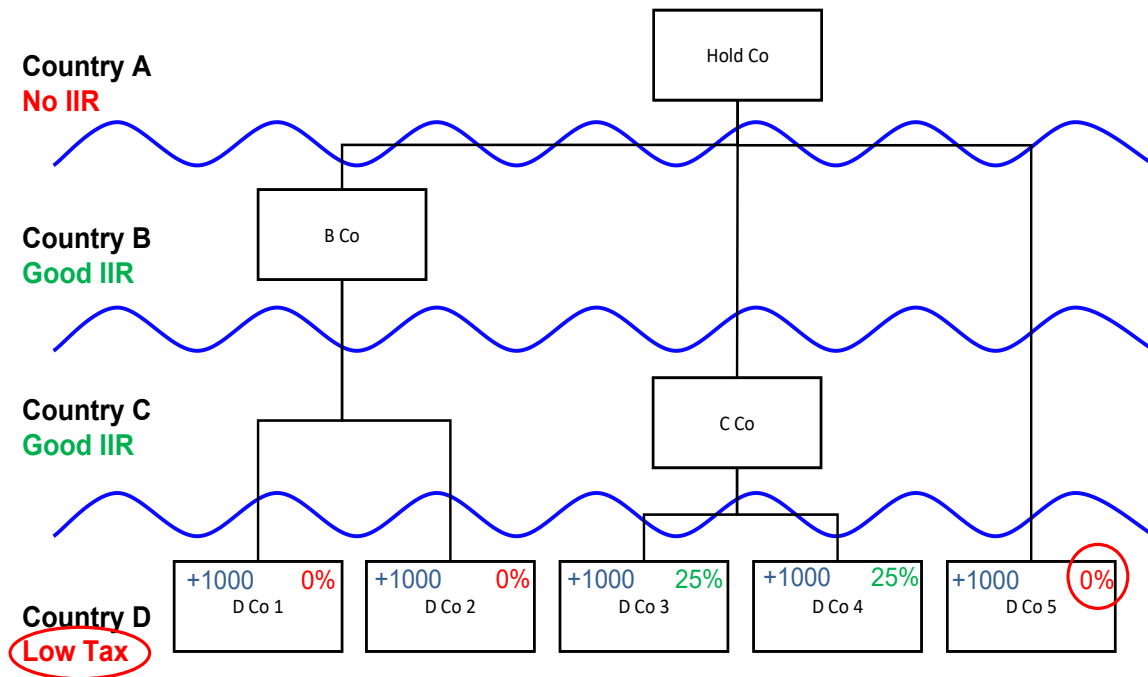 Hold Co
Country A
No IIR
B Co
Country B
Good IIR
Country C
Good IIR
C Co
+1000 0%
D Co 1
+1000 0%
D Co 2
+1000 25%
D Co 3
+1000 25%
D Co 4
+1000 0%
D Co 5
Country D
Low Tax